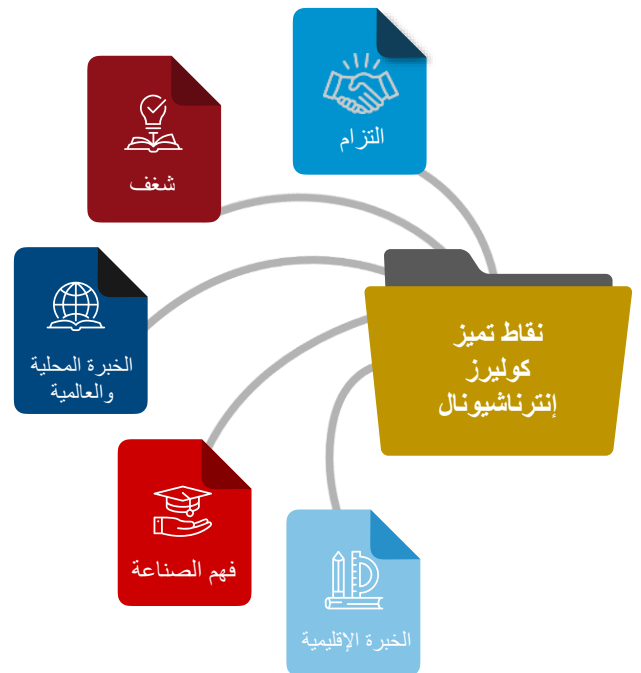 التزام
شغف
نقاط تميز
كوليرز
إنترناشيونال
الخبرة المحلية
والعالمية
فهم الصناعة
الخبرة الإقليمية